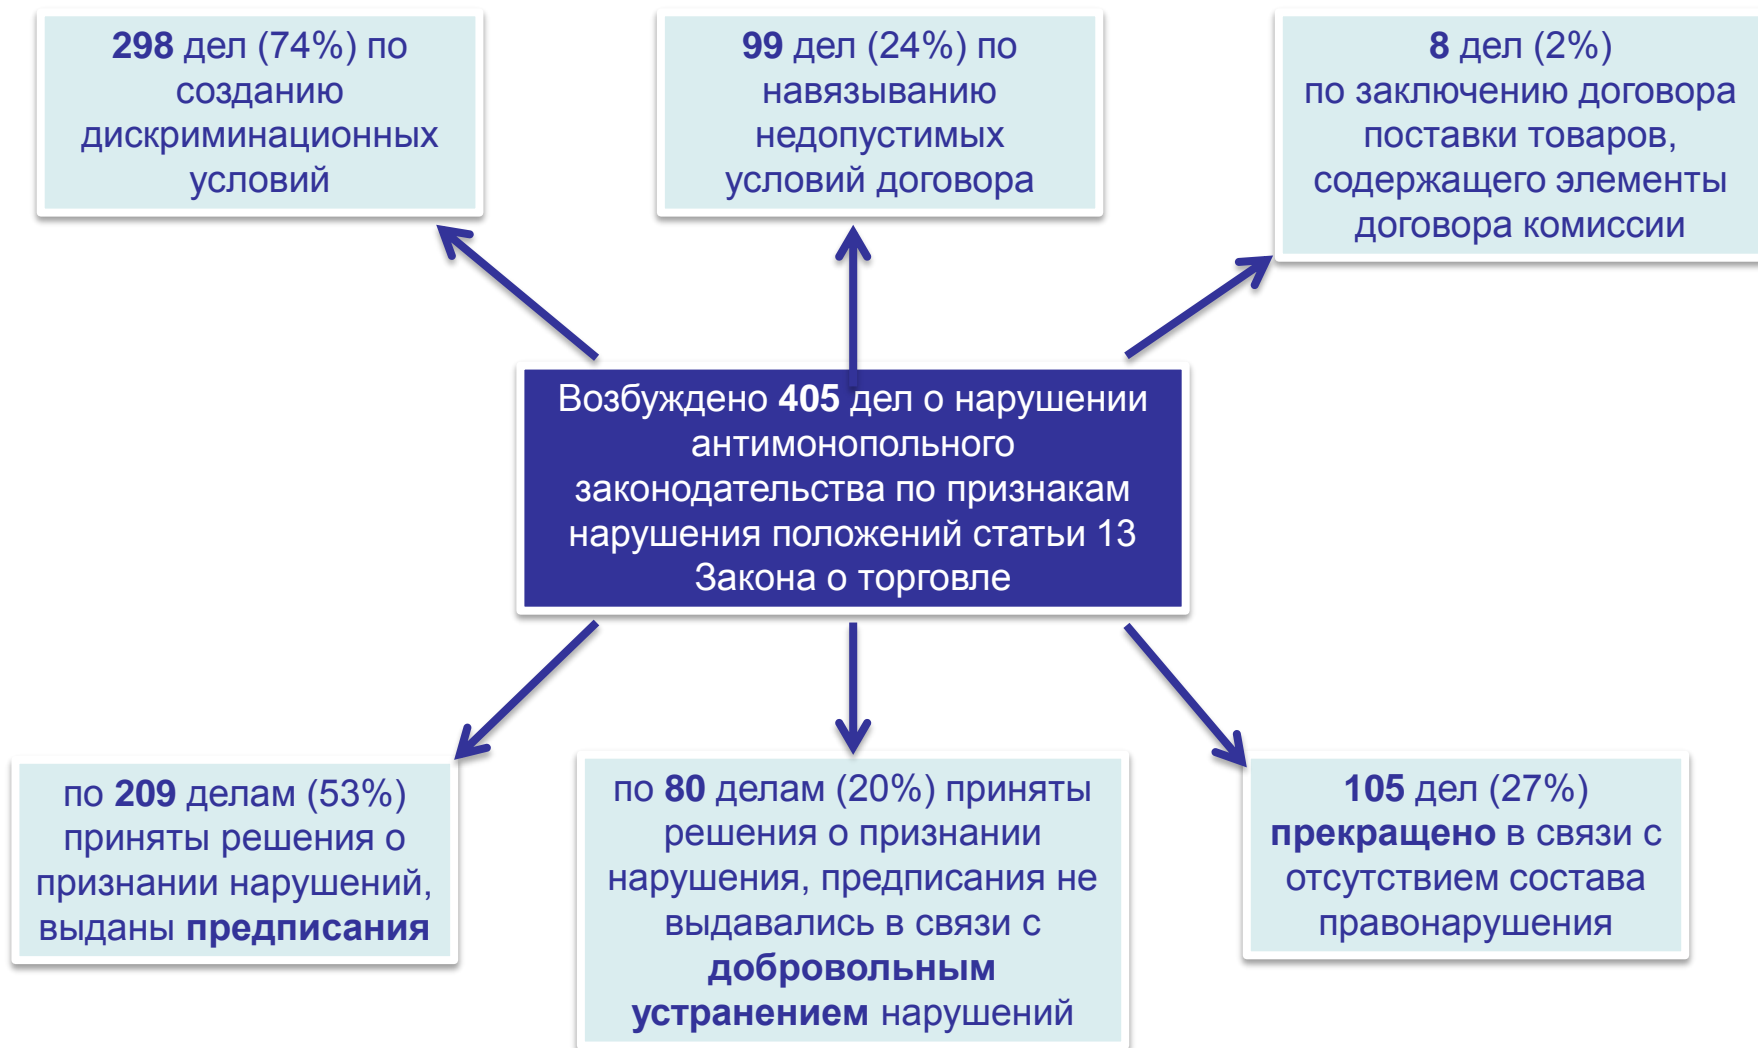 298 дел (74%) по
созданию
дискриминационных
условий
99 дел (24%) по
навязыванию
недопустимых
условий договора
8 дел (2%)
по заключению договора
поставки товаров,
содержащего элементы
договора комиссии
Возбуждено 405 дел о нарушении
антимонопольного
законодательства по признакам
нарушения положений статьи 13
Закона о торговле
по 209 делам (53%)
приняты решения о
признании нарушений,
выданы предписания
по 80 делам (20%) приняты
решения о признании
нарушения, предписания не
выдавались в связи с
добровольным
устранением нарушений
105 дел (27%)
прекращено в связи с
отсутствием состава
правонарушения